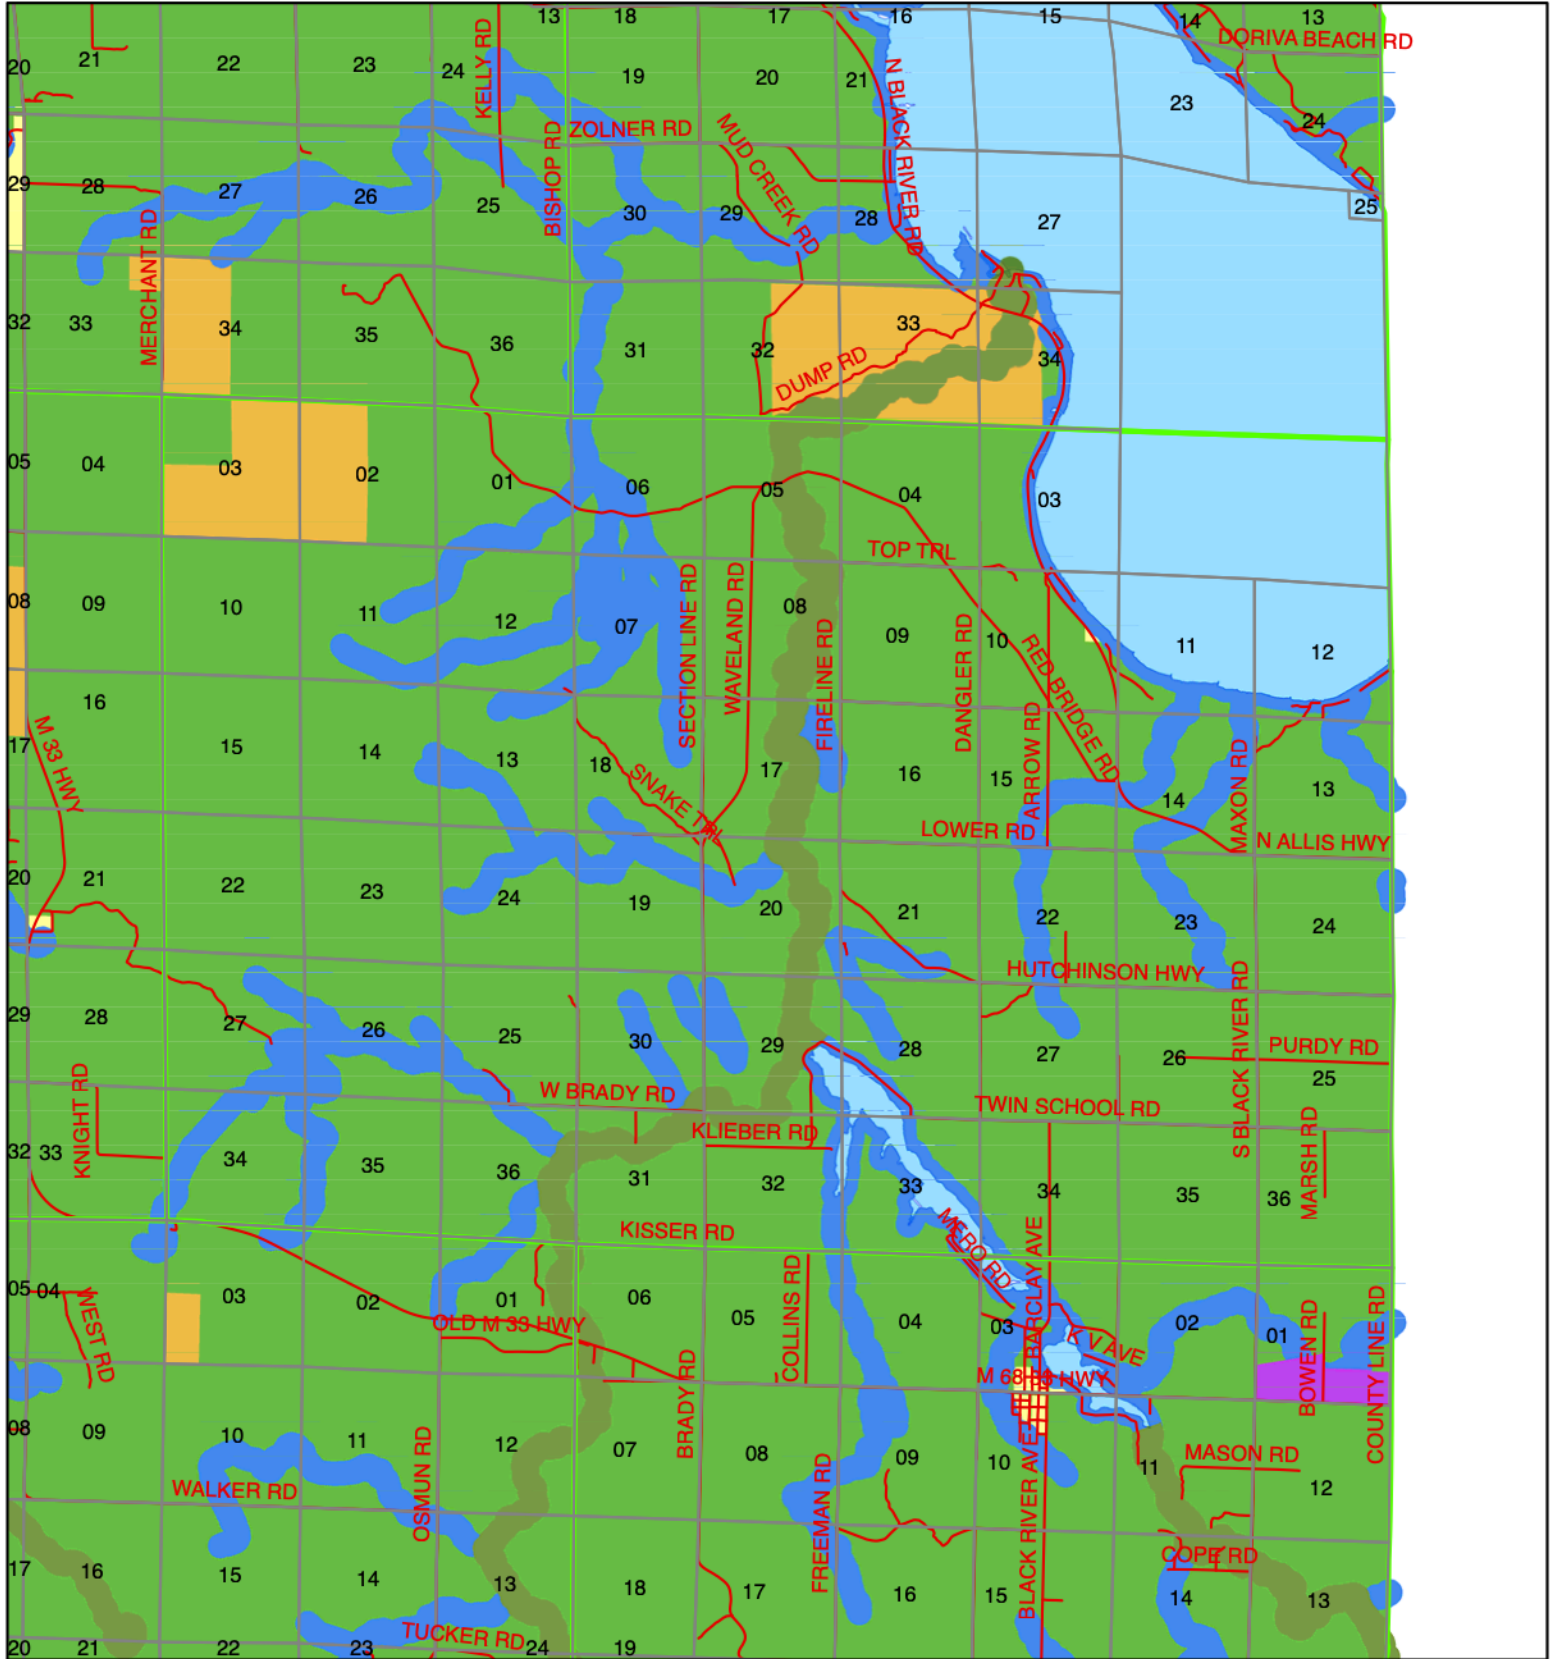 13 18 17 16 15 14 13
DORIVA BEACH RD
20 21 22 23 24 KELLY RD 19 20 21 N BLACK RIVER RD 23
24
ZOLNER RD
MUD CREEK RD
BISHOP RD
29 28 27 26 25 30 29 28 27 25
MERCHANT RD
32 33 34 35 36 31 32 33 34
DUMP RD
05 04 03 02 01 06 05 04 03
TOP TRL
08 09 10 11 12 07 08 09 10 11 12
SECTION LINE RD
WAVELAND RD
FIRELINE RD
DANGLER RD
RED BRIDGE RD
16
M 33 HWY
17 15 14 13 18 17 16 15 14 13
SNAKE TRL
ARROW RD
MAXON RD
LOWER RD
N ALLIS HWY
20 21 22 23 24 19 20 21 22 23 24
HUTCHINSON HWY
29 28 27 26 25 30 29 28 27 26 25
S BLACK RIVER RD
PURDY RD
KNIGHT RD
W BRADY RD
TWIN SCHOOL RD
KLIEBER RD
MARSH RD
32 33 34 35 36 31 32 33 34 35 36
KISSER RD
MERO RD
BARCLAY AVE
05 04 03 02 01 06 05 04 03 02 01
WEST RD
OLD M 33 HWY
COLLINS RD
K V AVE
BOWEN RD
COUNTY LINE RD
BRADY RD
08 09 10 11 12 07 08 09 10 11 12
OSMUN RD
BLACK RIVER AVE
MASON RD
WALKER RD
FREEMAN RD
COPE RD
17 16 15 14 13 18 17 16 15 14 13
TUCKER RD
20 21 22 23 24 19